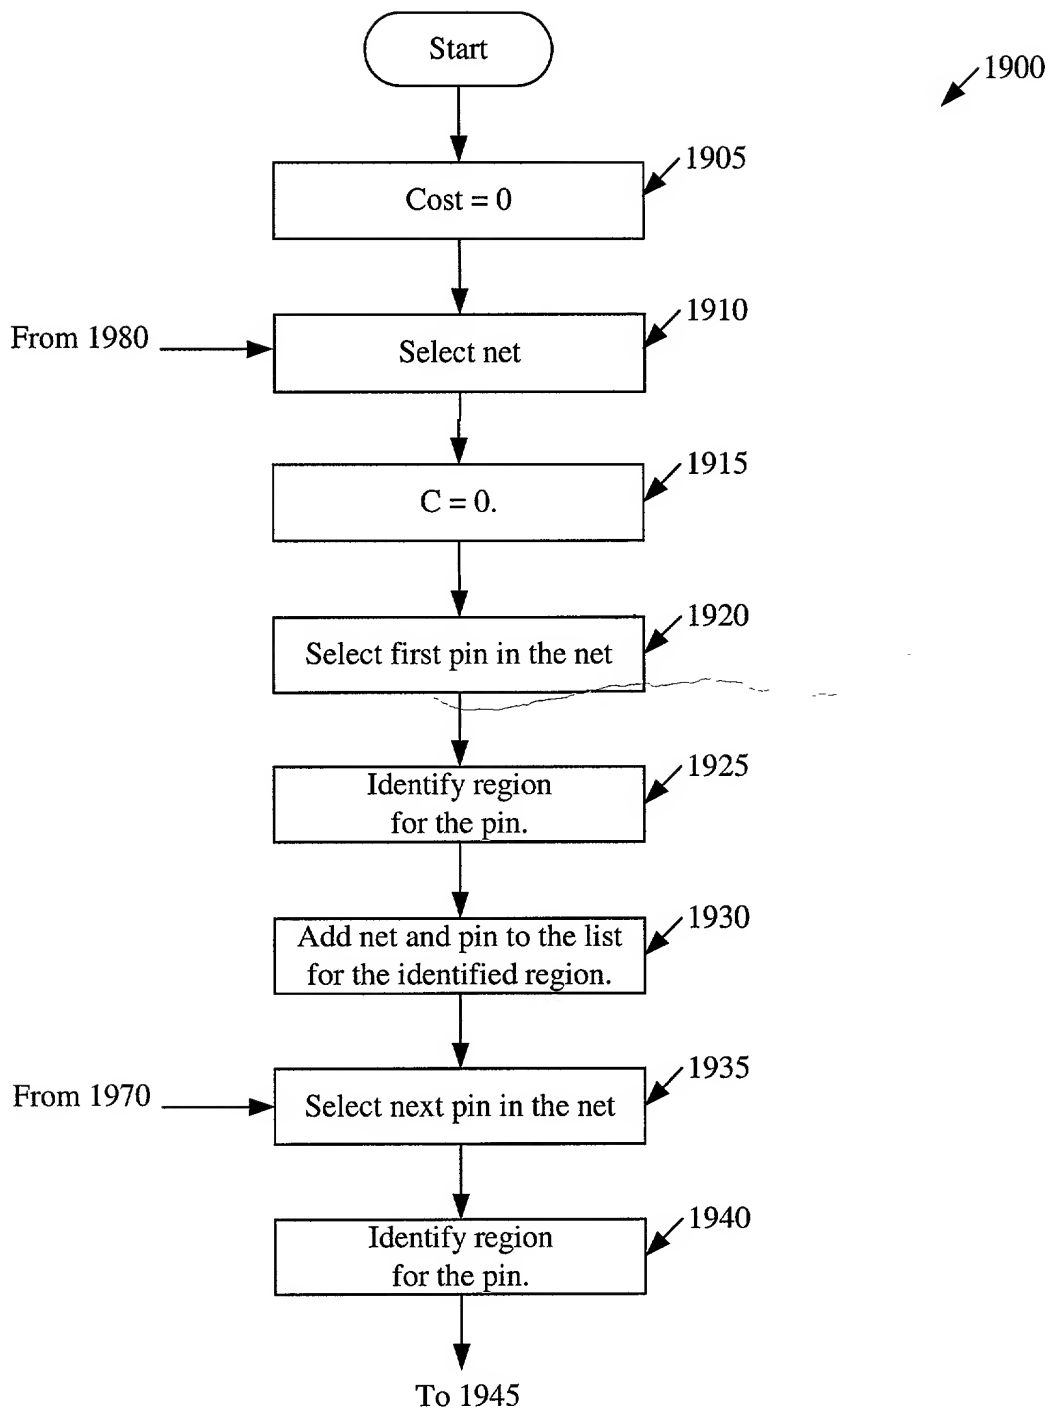 Start
1900
1905
Cost = 0
1910
From 1980
Select net
1915
C = 0.
1920
Select first pin in the net
1925
Identify region
for the pin.
1930
Add net and pin to the list
for the identified region.
1935
From 1970
Select next pin in the net
1940
Identify region
for the pin.
To 1945